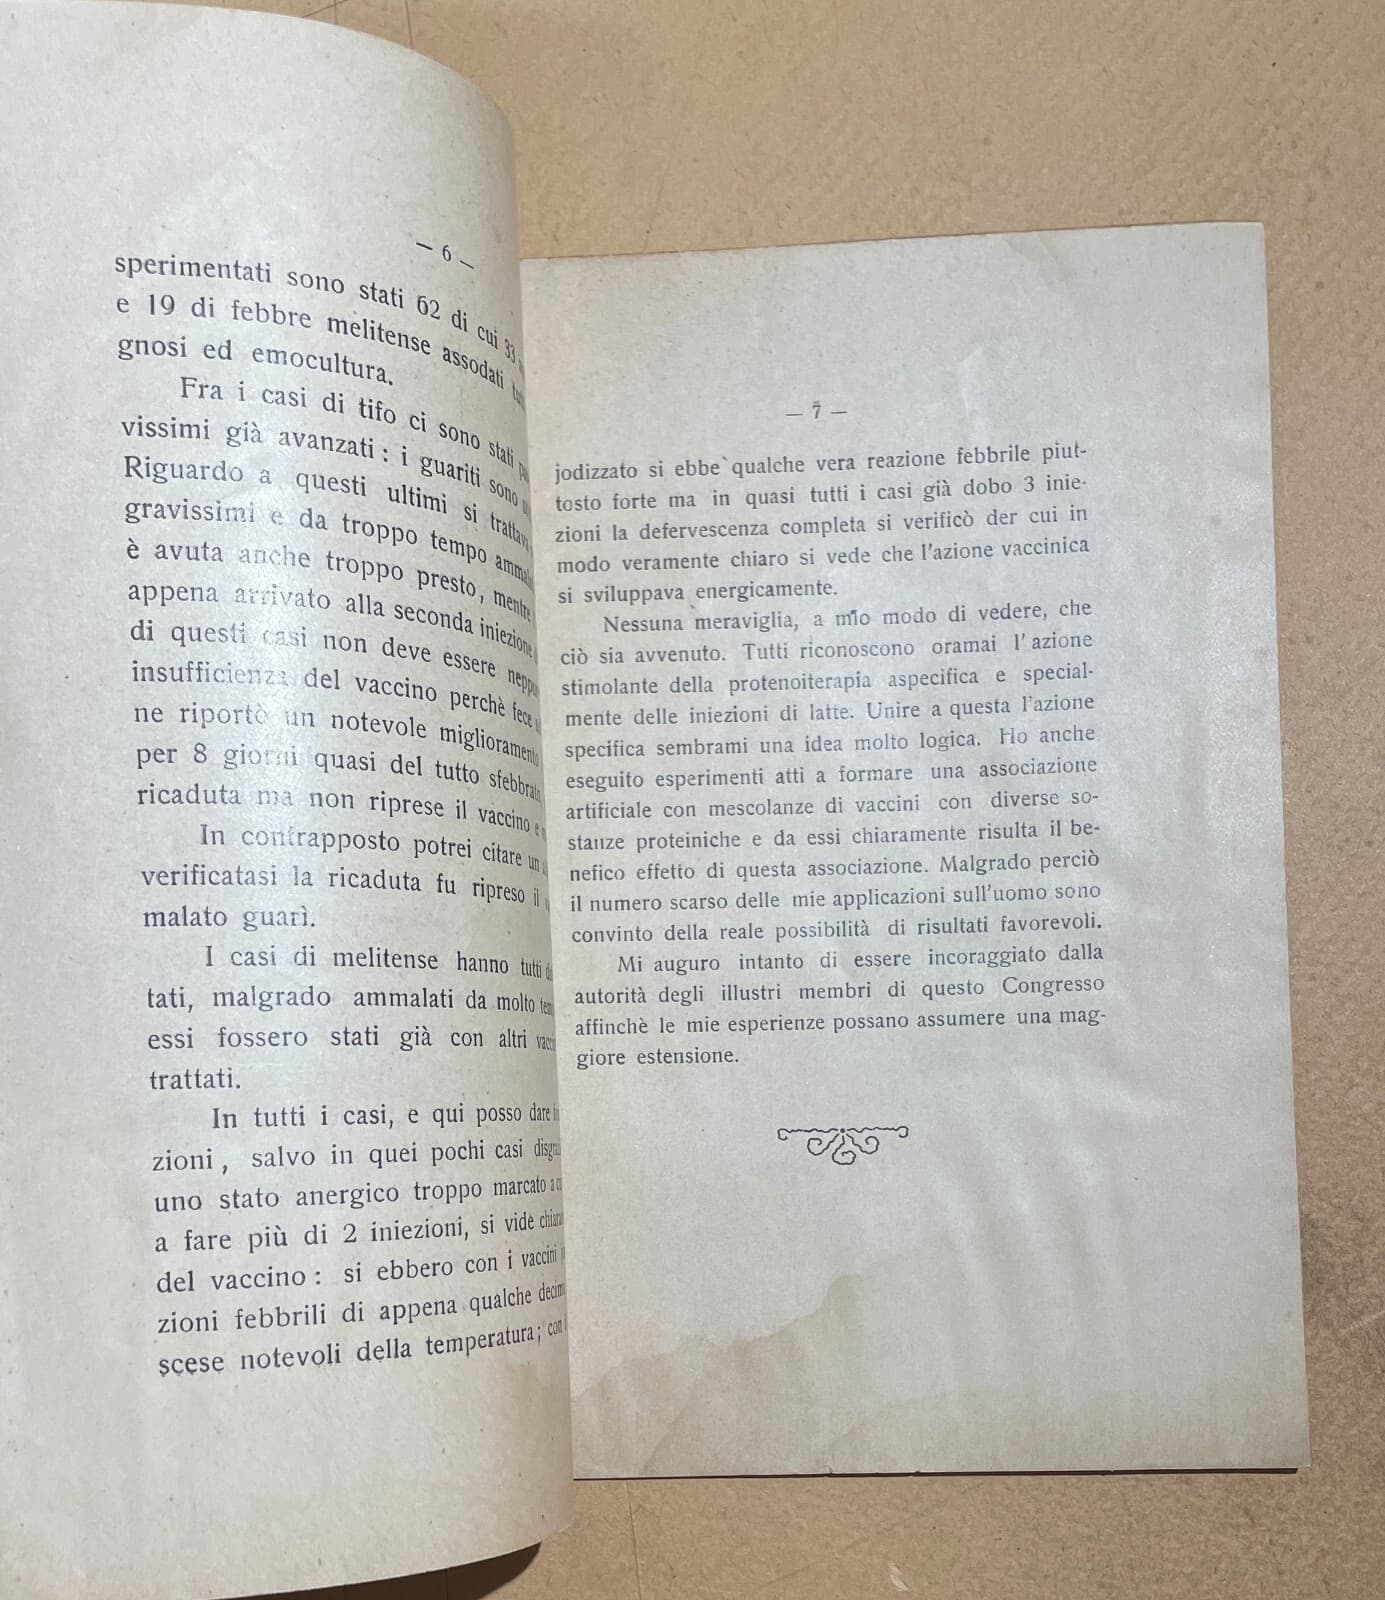 — 6 —
sperimentati sono stati 62 di cui 33
e 19 di febbre melitense assodati
gnosi ed emocultura.
Fra i casi di tifo ci sono stati
vissimi già avanzati : i guariti sono
Riguardo a questi ultimi si trattava
gravissimi e da troppo tempo
è avuta anche troppo presto, mentre
appena arrivato alla seconda iniezione
di questi casi non deve essere
insufficienza del vaccino perchè fece
ne riportò un notevole miglioramento
per 8 giorni quasi del tutto
ricaduta ma non riprese il vaccino e
In contrapposto potrei citare un
verificatasi la ricaduta fu ripreso il
malato guarì.
I casi di melitense hanno tutti
tati, malgrado ammalati da molto
essi fossero stati già con altri
trattati.
In tutti i casi, e qui posso dare
zioni, salvo in quei pochi casi
uno stato anergico troppo marcato a
a fare più di 2 iniezioni, si vide
del vaccino : si ebbero con i vaccini
zioni febbrili di appena qualche
scese notevoli della temperatura; con
— 7 —
jodizzato si ebbe qualche vera reazione febbrile piut-
tosto forte ma in quasi tutti i casi già dobo 3 inie-
zioni la defervescenza completa si verificò der cui in
modo veramente chiaro si vede che l'azione vaccinica
si sviluppava energicamente.
Nessuna meraviglia, a mio modo di vedere, che
ciò sia avvenuto. Tutti riconoscono oramai l' azione
stimolante della protenoiterapia aspecifica e special-
mente delle iniezioni di latte. Unire a questa l'azione
specifica sembrami una idea molto logica. Ho anche
eseguito esperimenti atti a formare una associazione
artificiale con mescolanze di vaccini con diverse so-
stanze proteiniche e da essi chiaramente risulta il be-
nefico effetto di questa associazione. Malgrado perciò
il numero scarso delle mie applicazioni sull'uomo sono
convinto della reale possibilità di risultati favorevoli.
Mi auguro intanto di essere incoraggiato dalla
autorità degli illustri membri di questo Congresso
affinchè le mie esperienze possano assumere una mag-
giore estensione.